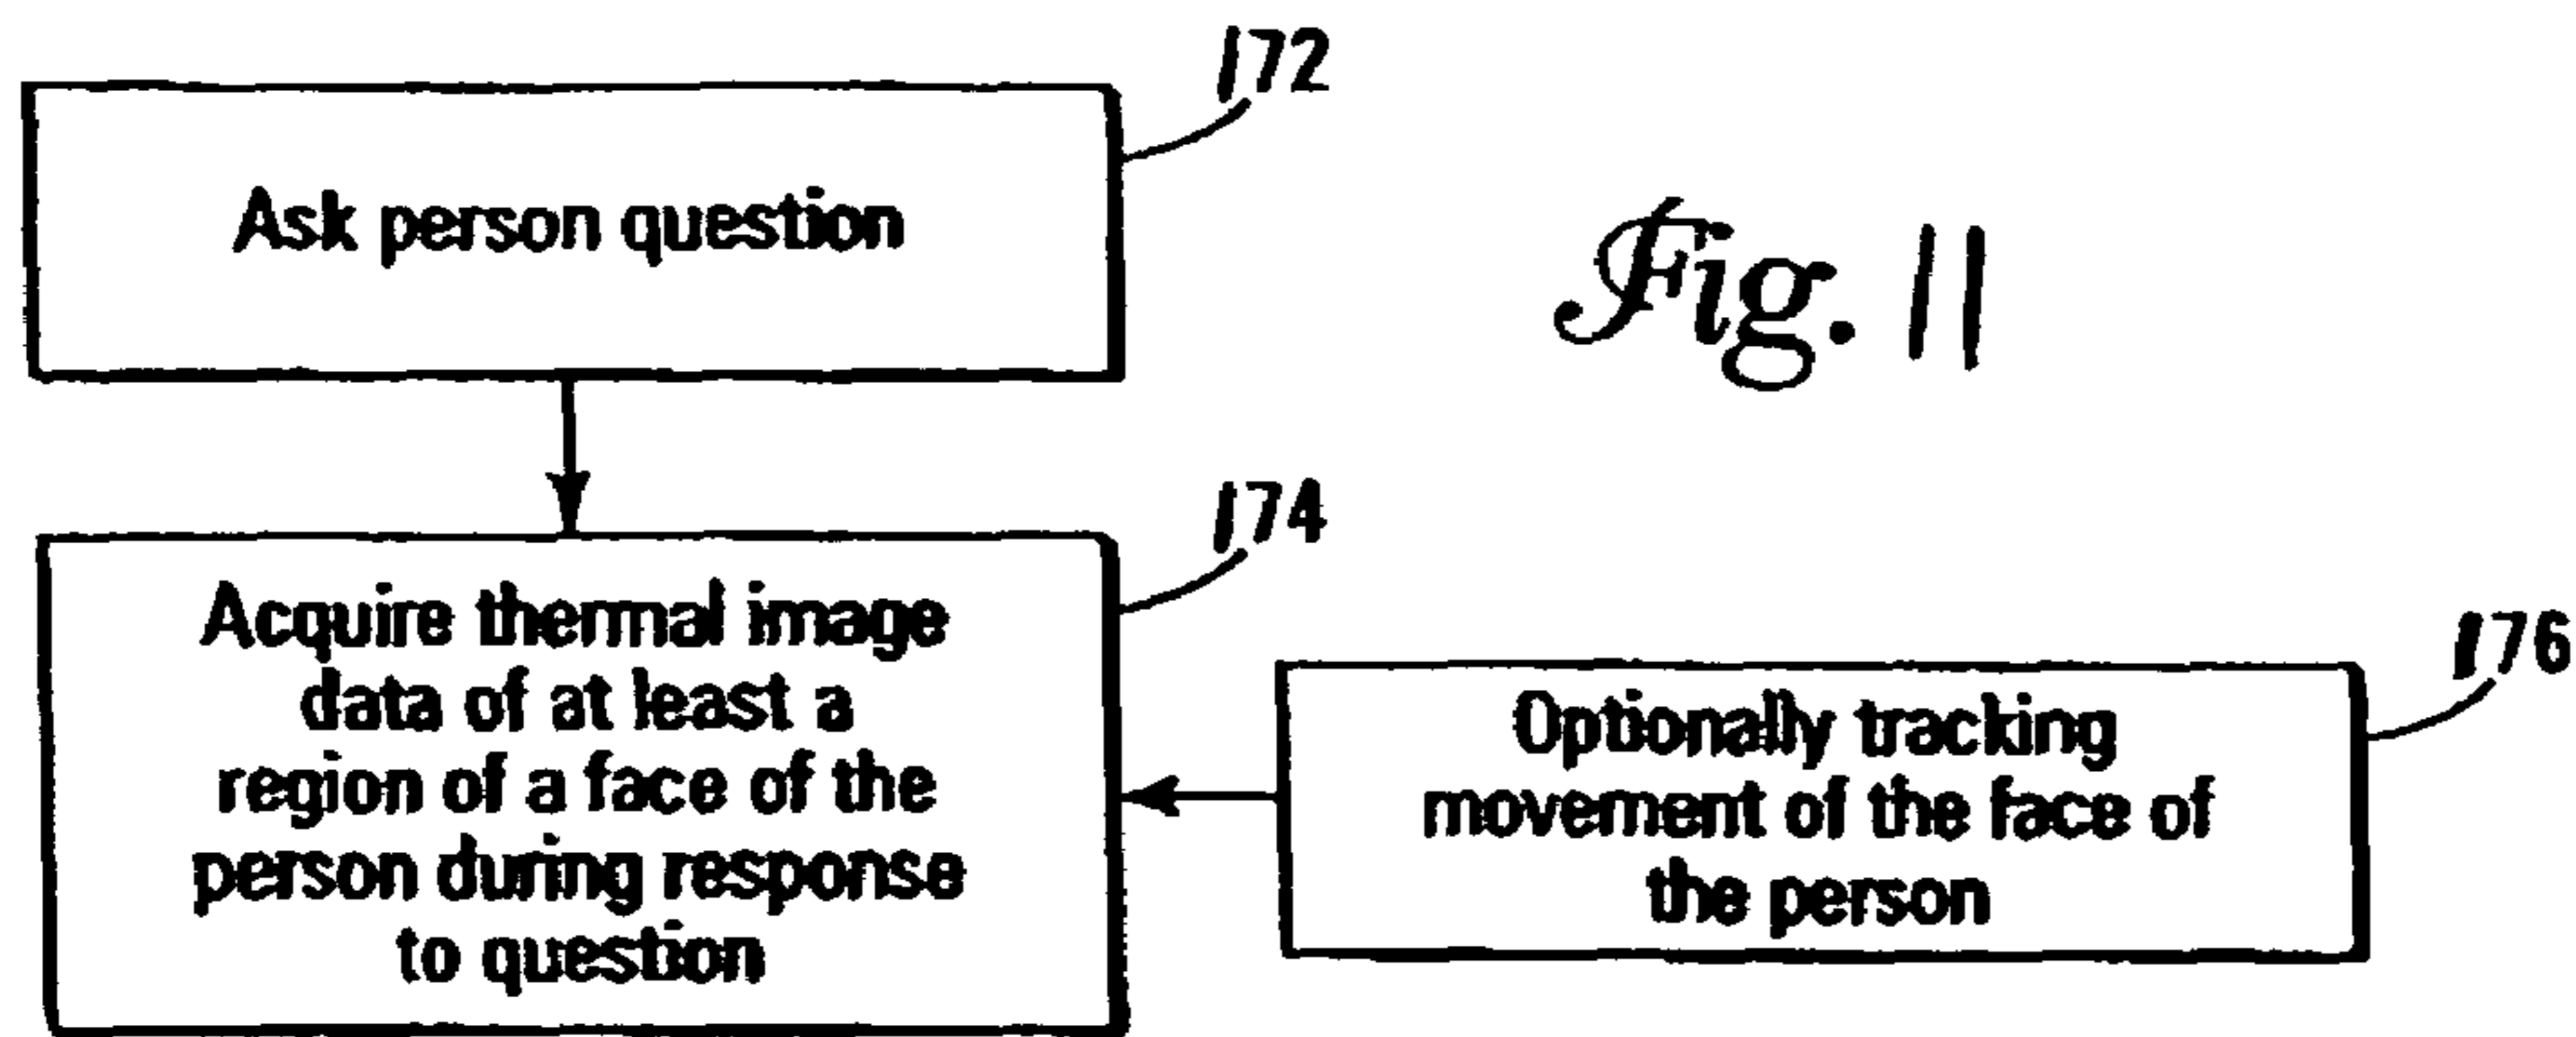 172
Ask person question
Fig. 11
174
Acquire thermal image
data of at least a
region of a face of the
person during response
to question
176
Optionally tracking
movement of the face of
the person